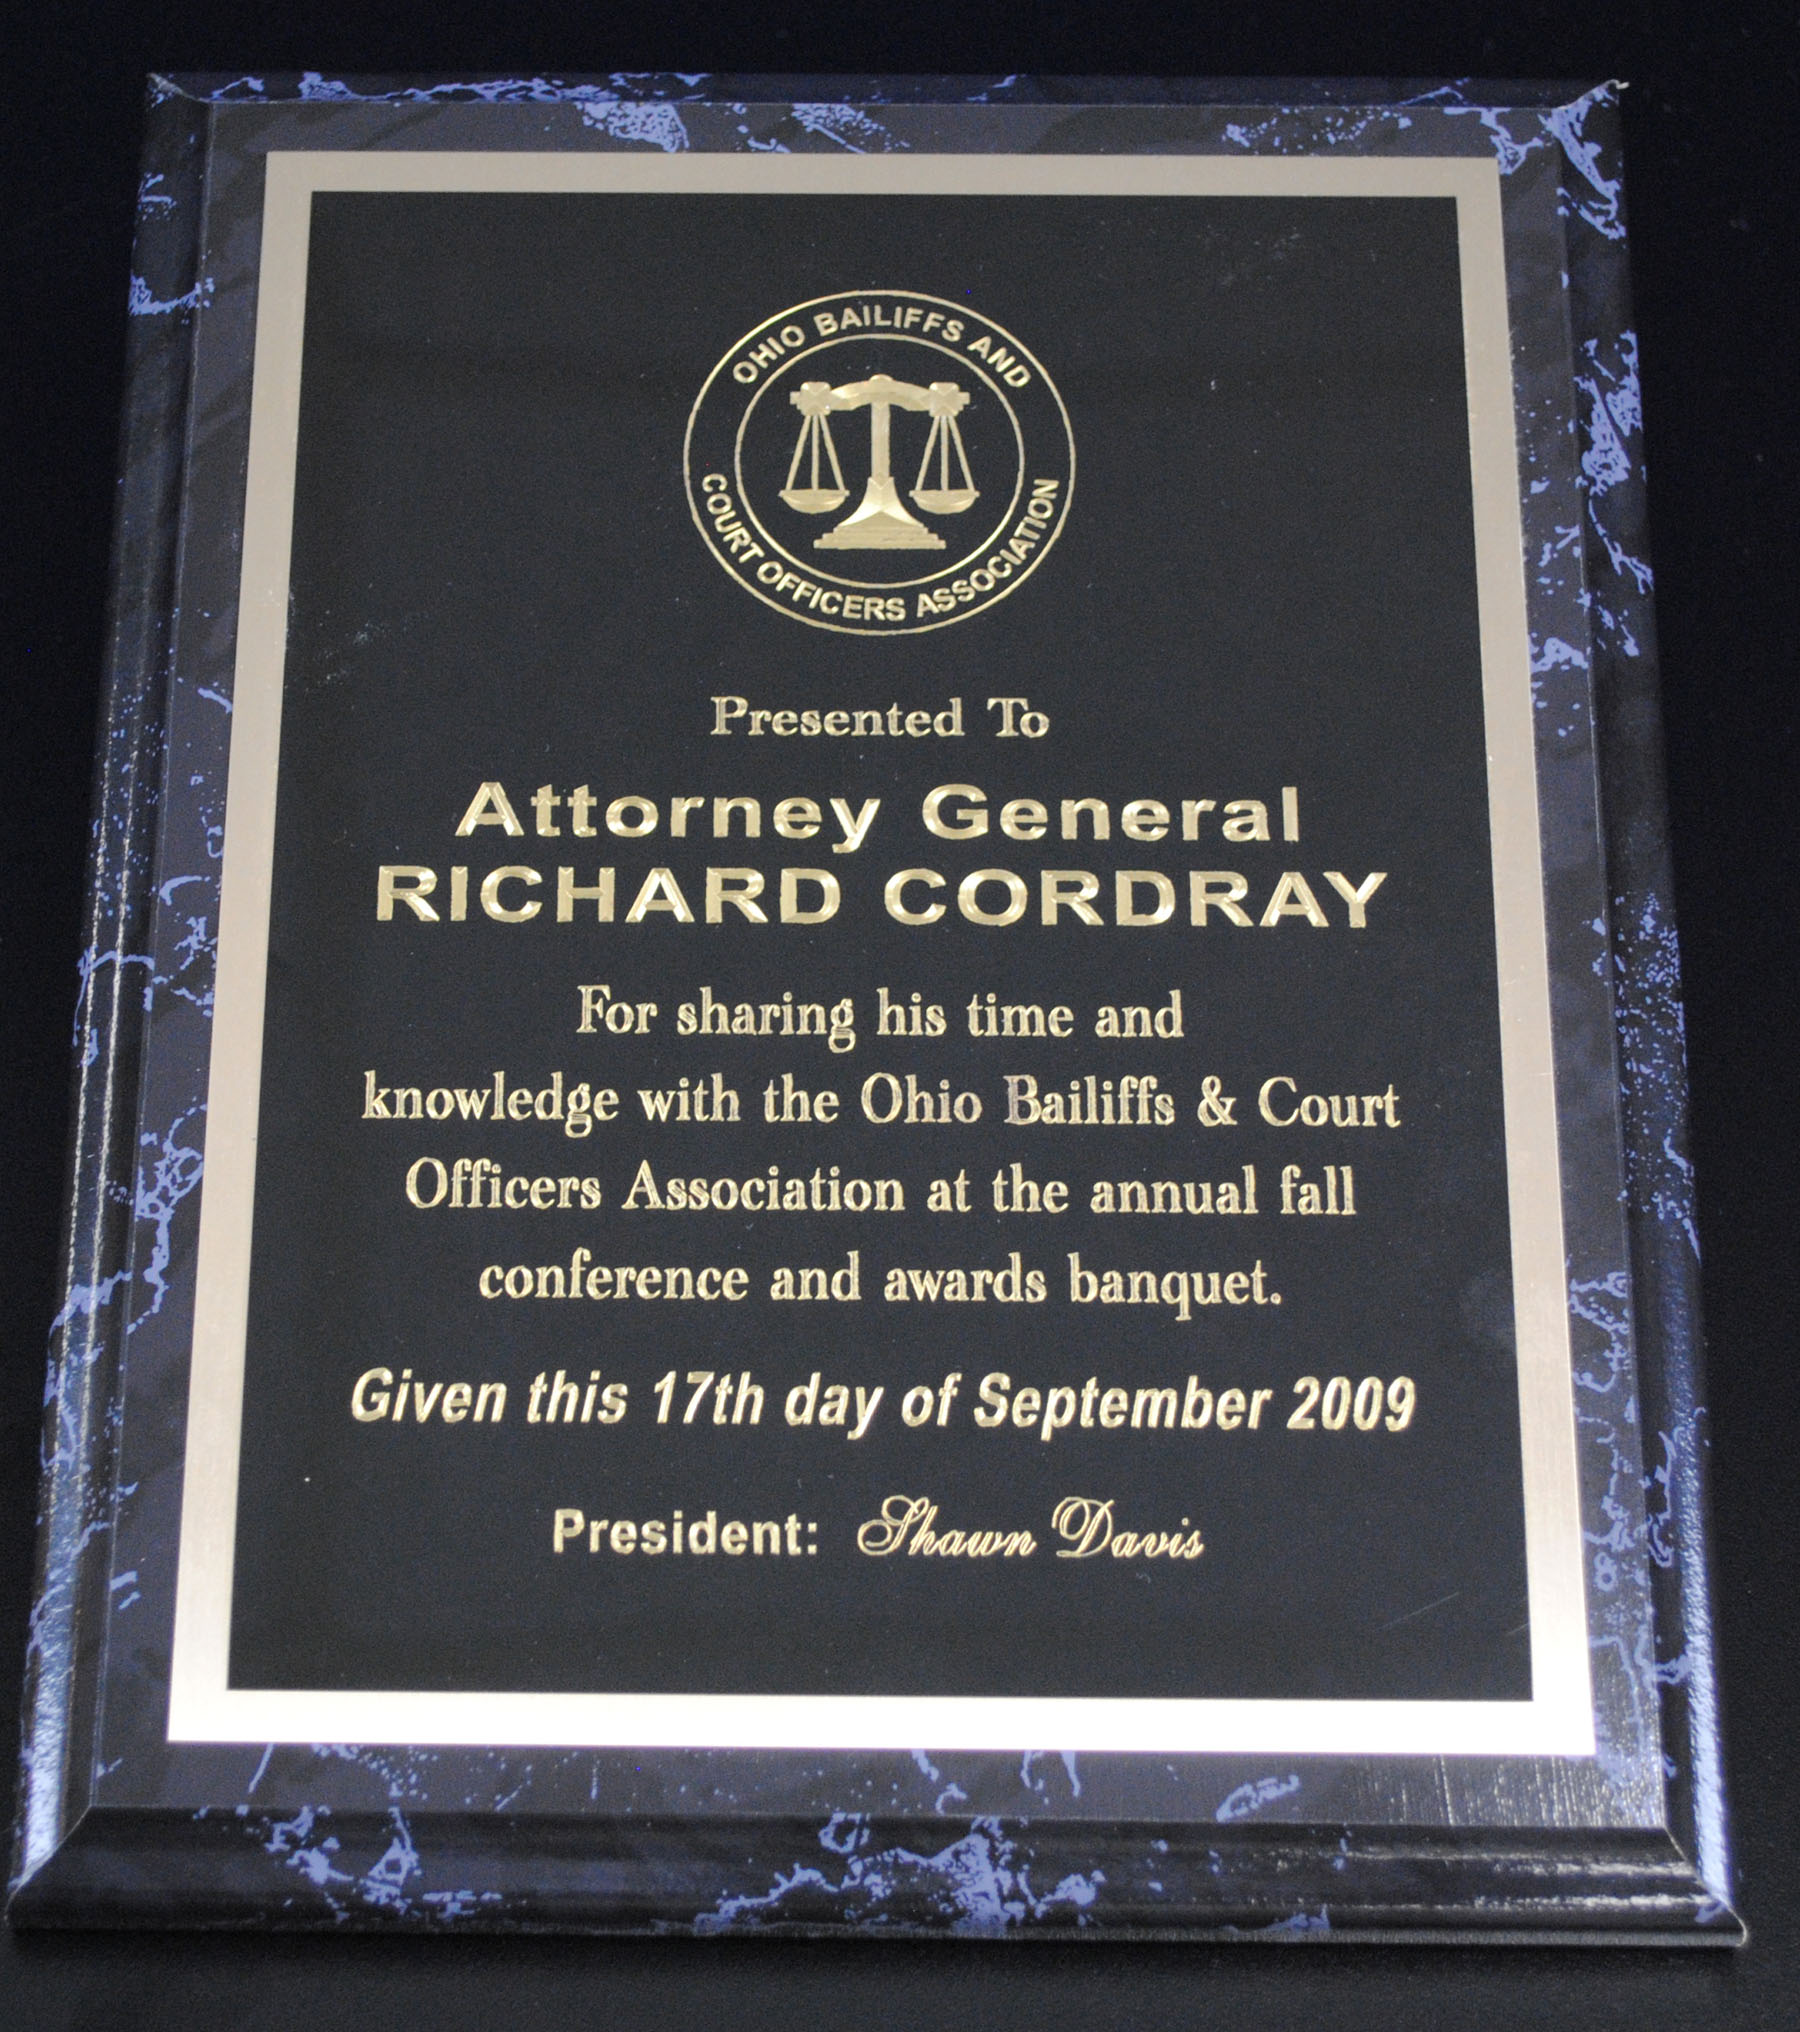 OHIO BAILIFFS AND
COURT OFFICERS ASSOCIATION
Presented To
Attorney General
RICHARD CORDRAY
For sharing his time and
knowledge with the Ohio Bailiffs & Court
Officers Association at the annual fall
conference and awards banquet.
Given this 17th day of September 2009
President: Shawn Davis